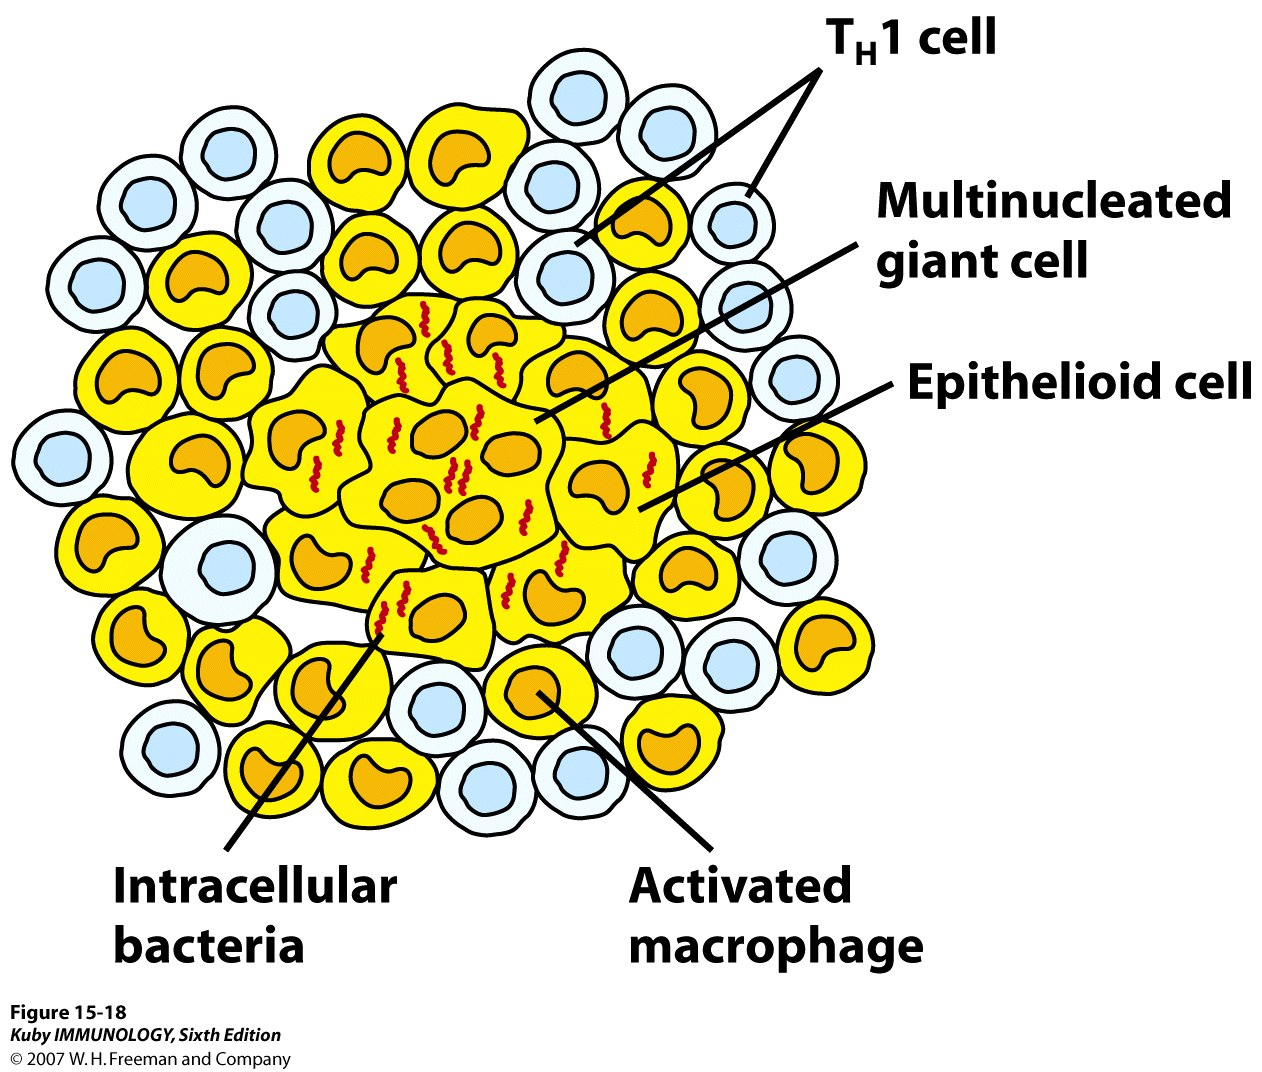 TH1 cell
Multinucleated
giant cell
Epithelioid cell
Intracellular
bacteria
Activated
macrophage
Figure 15-18
Kuby IMMUNOLOGY, Sixth Edition
© 2007 W. H. Freeman and Company